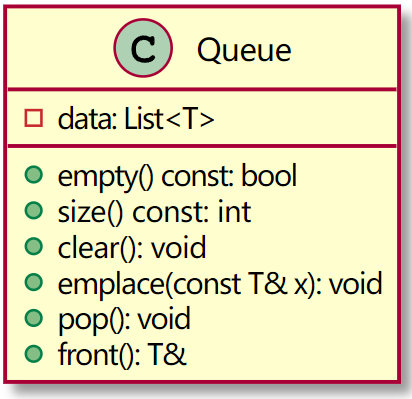 C Queue
data: List<T>
empty() const: bool
size() const: int
clear(): void
emplace(const T& x): void
pop(): void
front(): T&